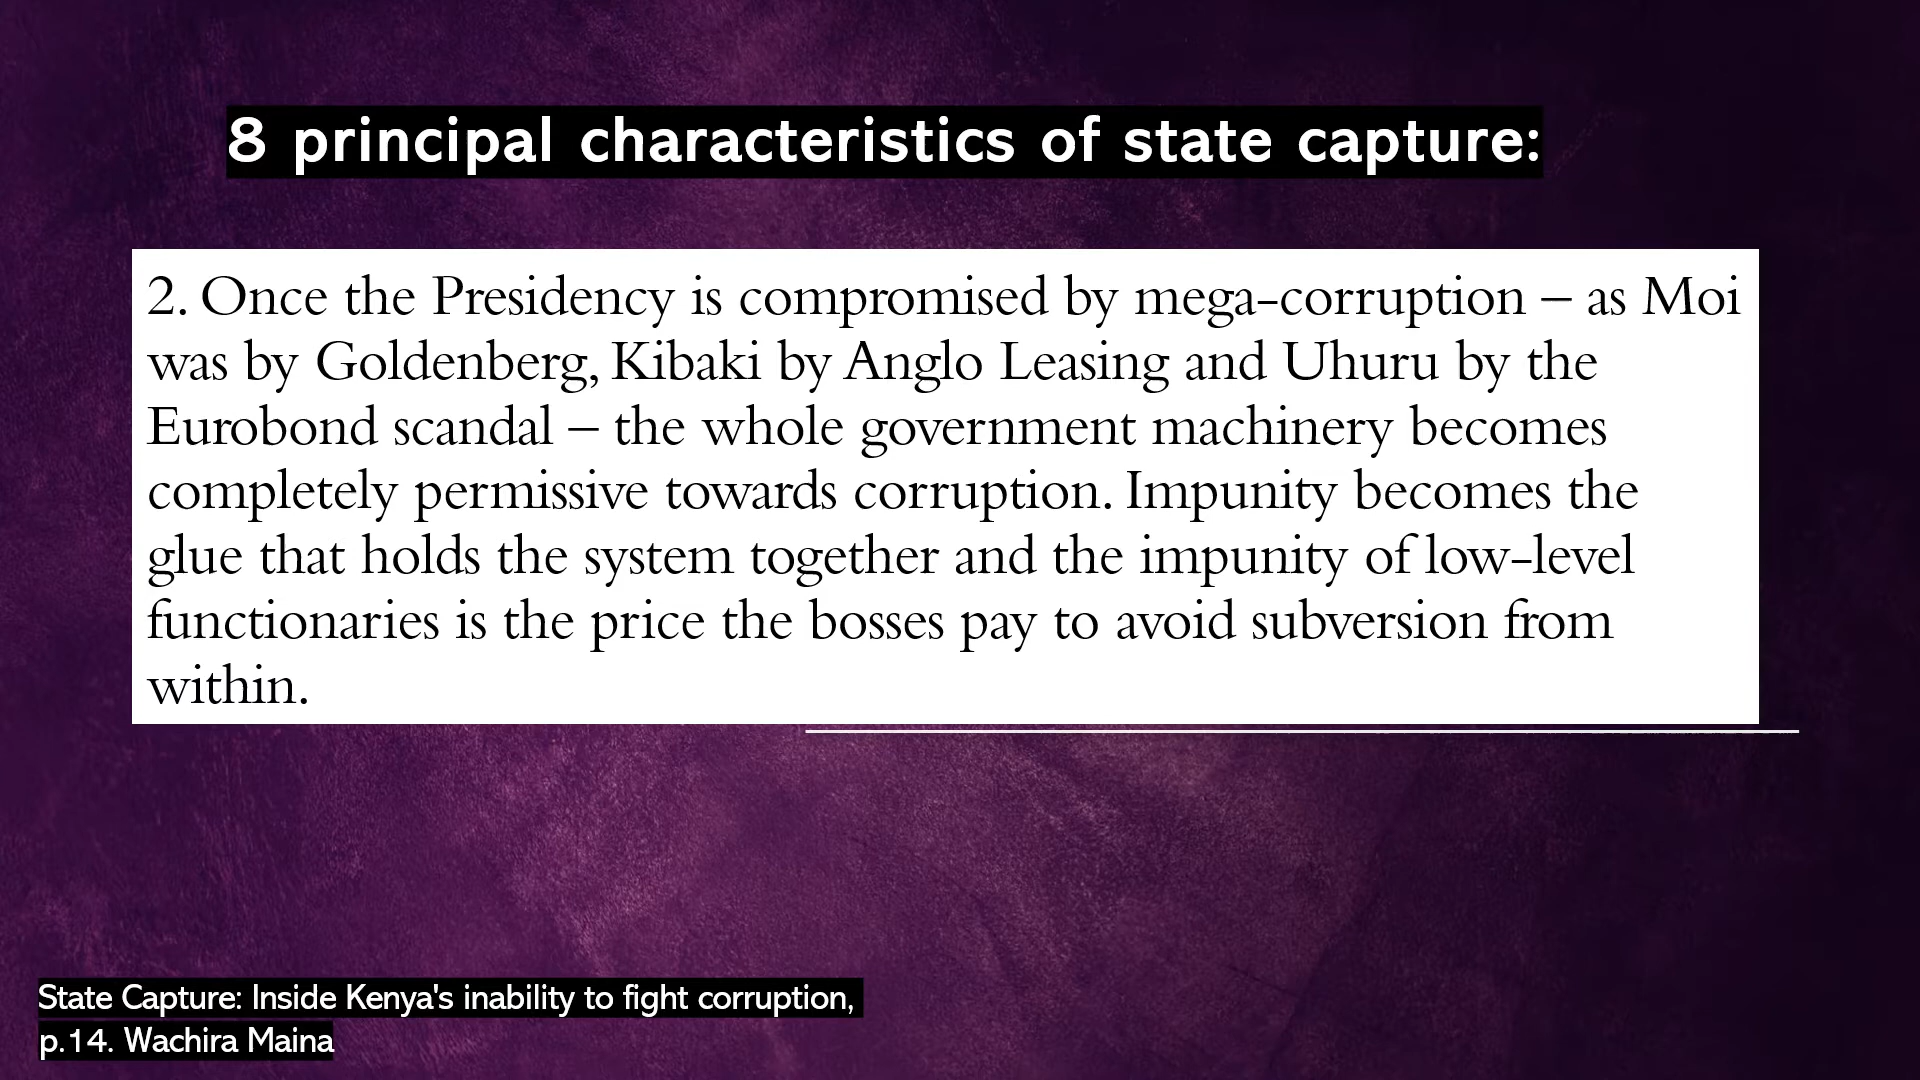 8 principal characteristics of state capture:
2. Once the Presidency is compromised by mega-corruption – as Moi
was by Goldenberg, Kibaki by Anglo Leasing and Uhuru by the
Eurobond scandal – the whole government machinery becomes
completely permissive towards corruption. Impunity becomes the
glue that holds the system together and the impunity of low-level
functionaries is the price the bosses pay to avoid subversion from
within.
State Capture: Inside Kenya's inability to fight corruption,
p.14. Wachira Maina